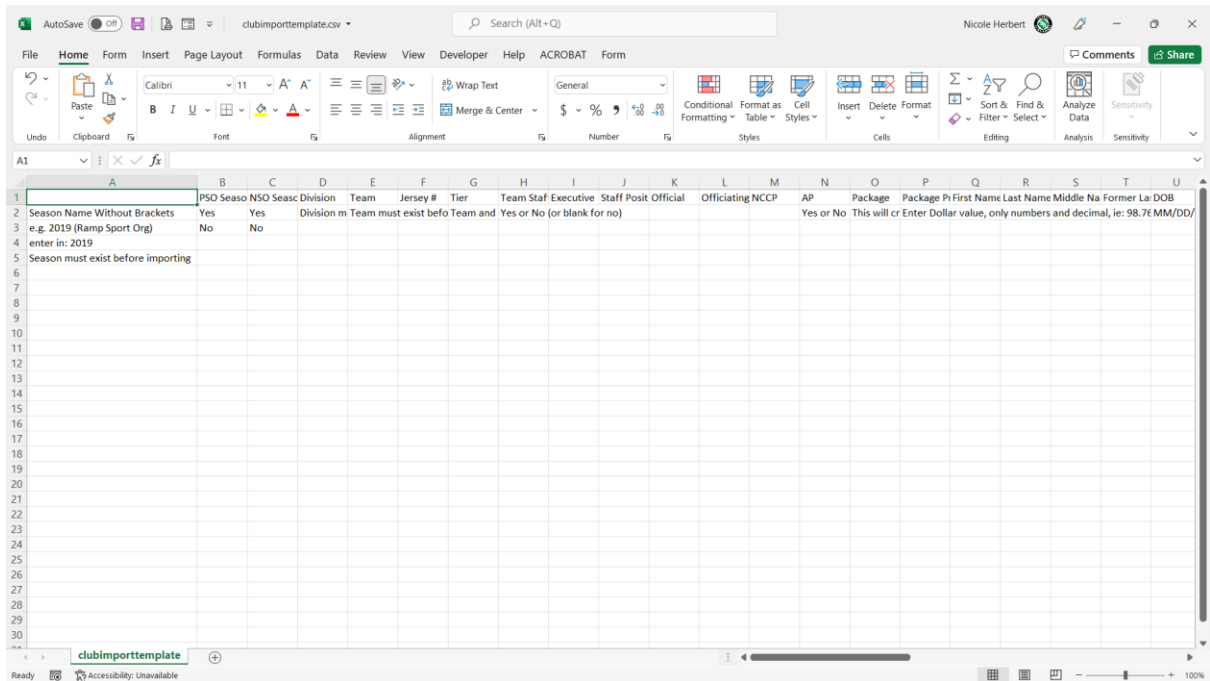 AutoSave Off clubimporttemplate.csv Search (Alt+Q) Nicole Herbert
File Home Form Insert Page Layout Formulas Data Review View Developer Help ACROBAT Form Comments Share
Paste Calibri 11 Wrap Text General Conditional Formatting Format as Table Cell Styles Insert Delete Format Sort & Filter Find & Select Analyze Data Sensitivity
B I U Merge & Center $ % 9
Undo Clipboard Font Alignment Number Styles Cells Editing Analysis Sensitivity
A1 fx
A B C D E F G H I J K L M N O P Q R S T U
1 PSO Seaso NSO Seasc Division Team Jersey # Tier Team Staf Executive Staff Posit Official Officiating NCCP AP Package Package Pr First Name Last Name Middle Na Former La: DOB
2 Season Name Without Brackets Yes Yes Division m Team must exist befo Team and Yes or No (or blank for no) Yes or No This will cr Enter Dollar value, only numbers and decimal, ie: 98.76 MM/DD/
3 e.g. 2019 (Ramp Sport Org) No No
4 enter in: 2019
5 Season must exist before importing
6
7
8
9
10
11
12
13
14
15
16
17
18
19
20
21
22
23
24
25
26
27
28
29
30
clubimporttemplate
Ready Accessibility: Unavailable 100%